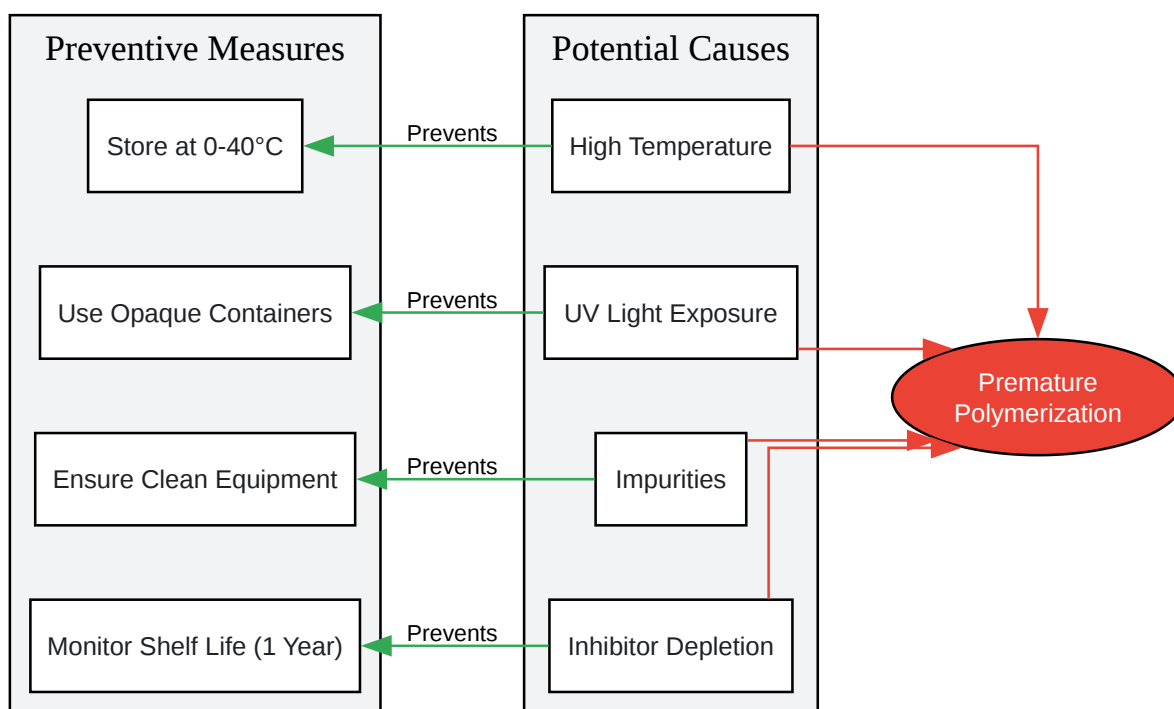 Preventive Measures
Potential Causes
Store at 0-40°C
Prevents
High Temperature
Use Opaque Containers
Prevents
UV Light Exposure
Premature
Polymerization
Ensure Clean Equipment
Prevents
Impurities
Monitor Shelf Life (1 Year)
Prevents
Inhibitor Depletion